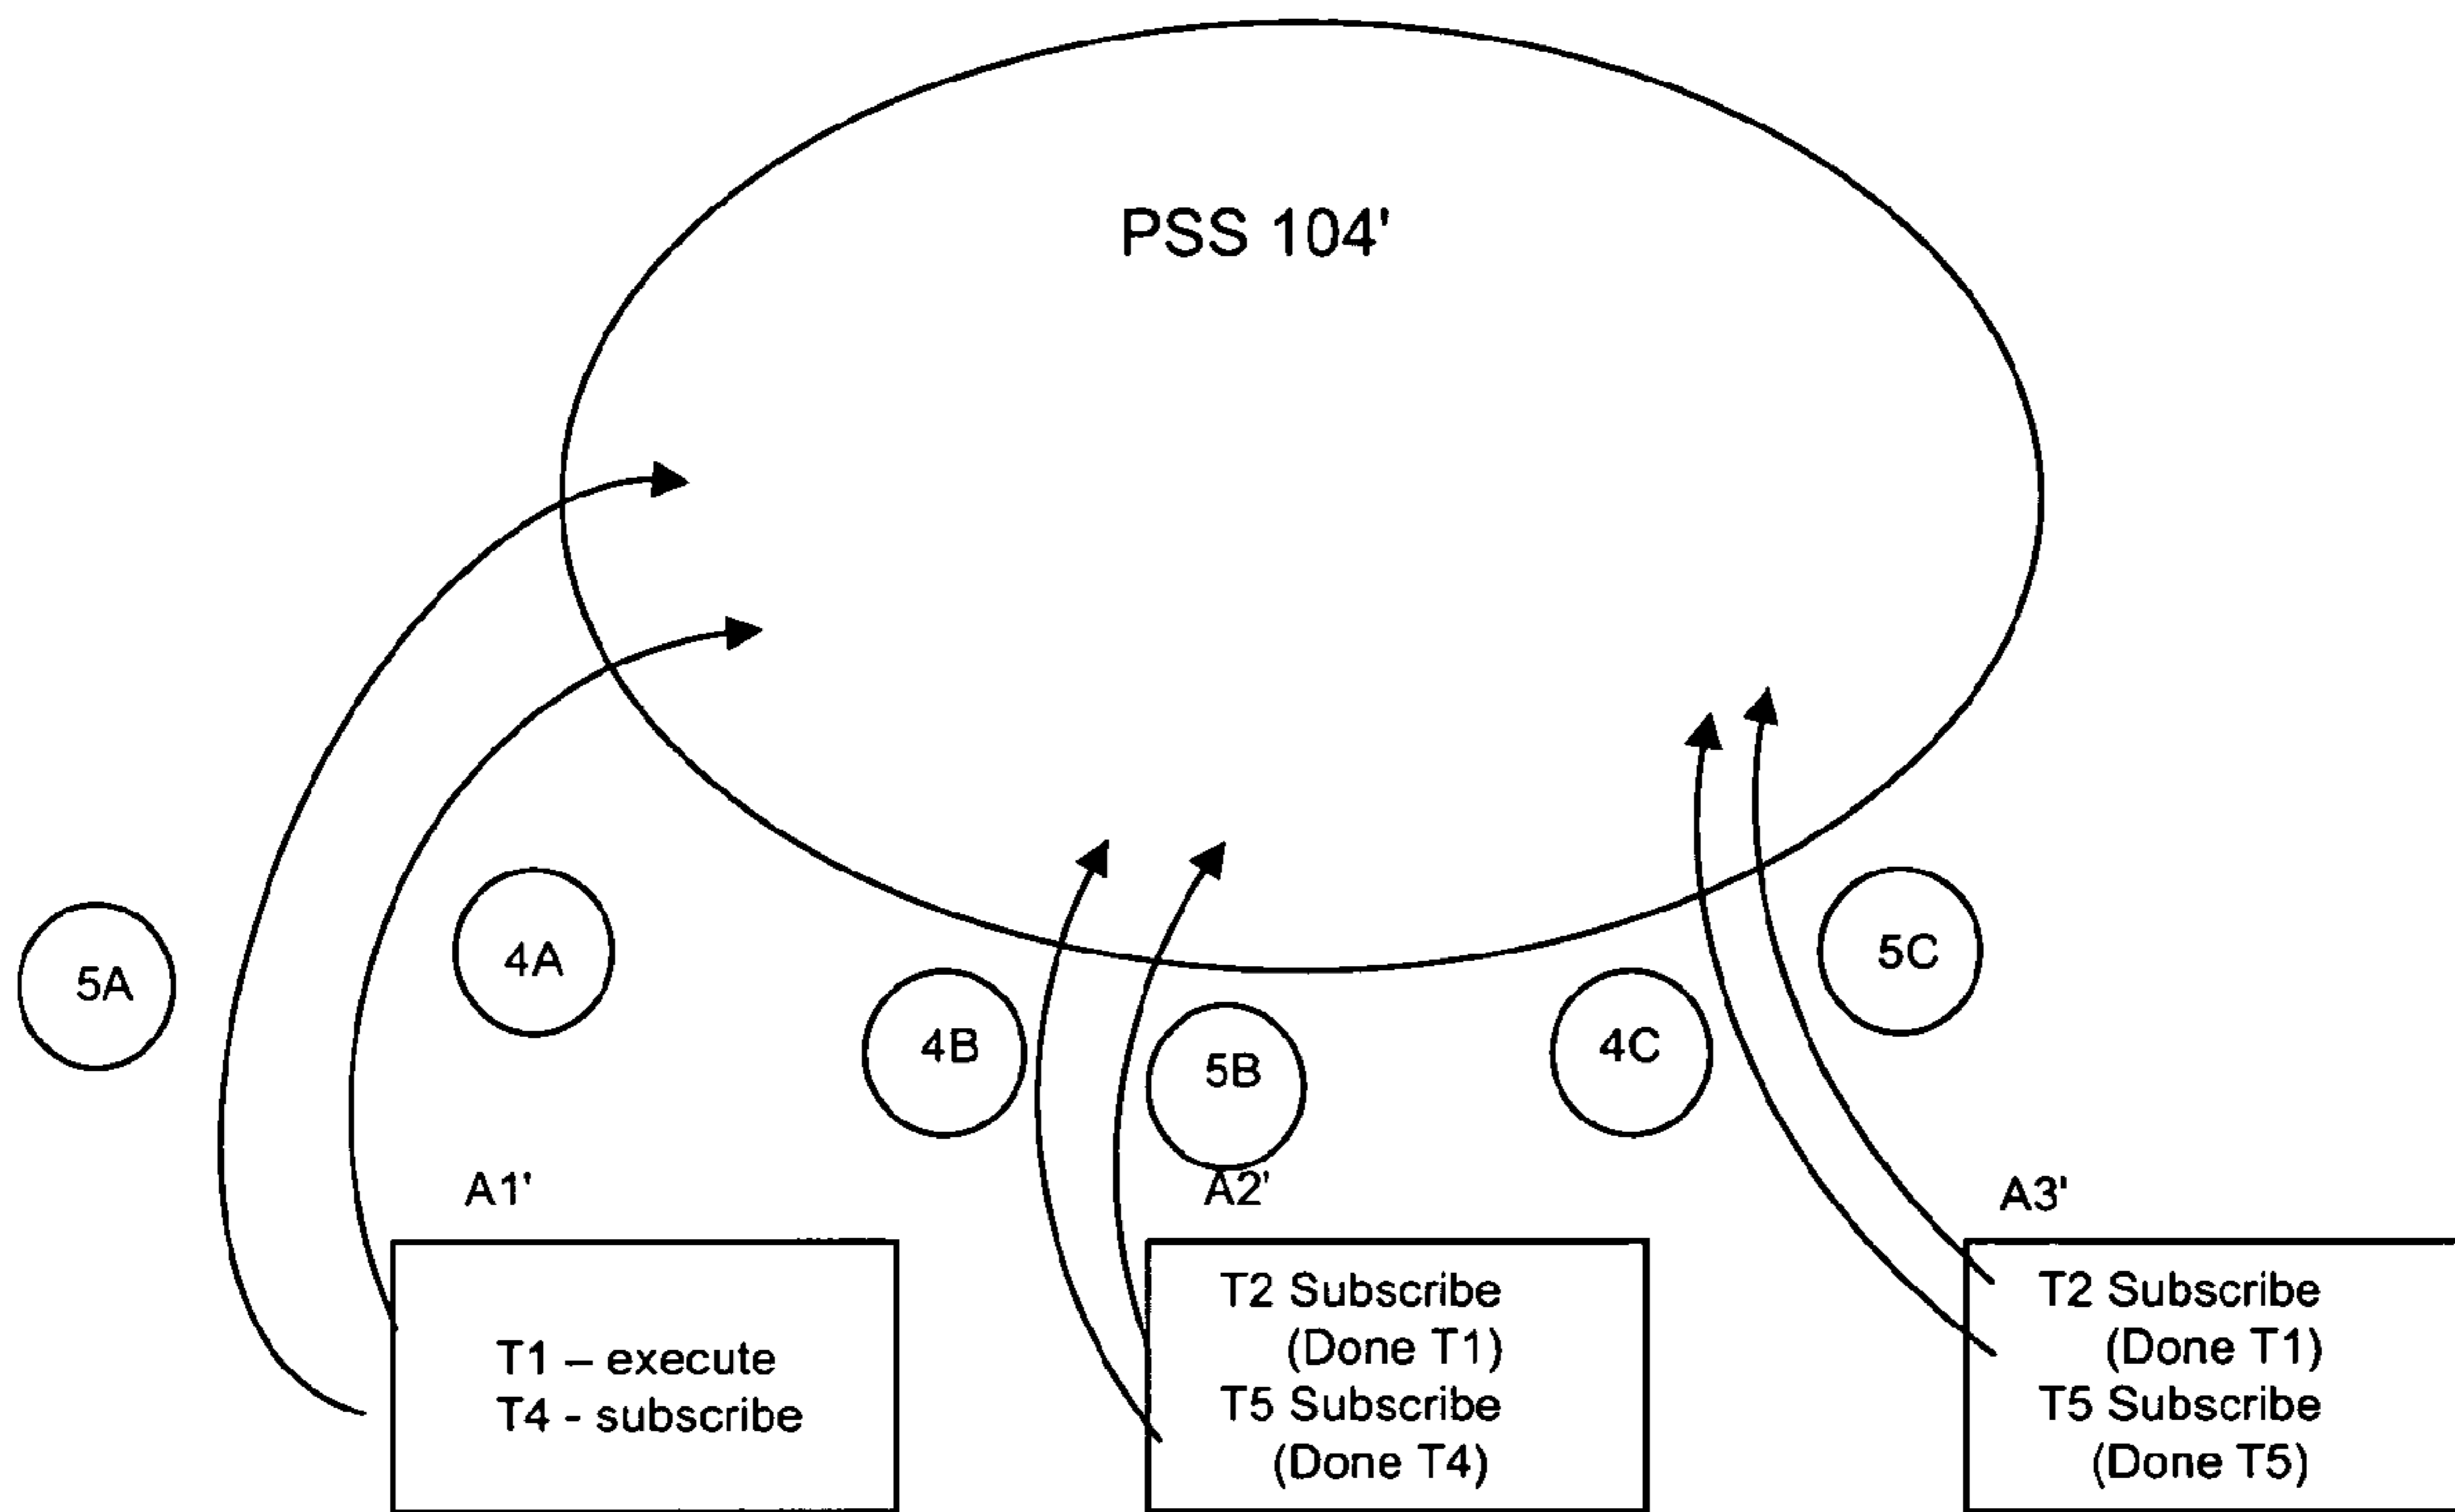 PSS 104'
5A
4A
4B
5B
4C
5C
A1'
A2'
A3'
T1 – execute
T4 - subscribe
T2 Subscribe
(Done T1)
T5 Subscribe
(Done T4)
T2 Subscribe
(Done T1)
T5 Subscribe
(Done T5)